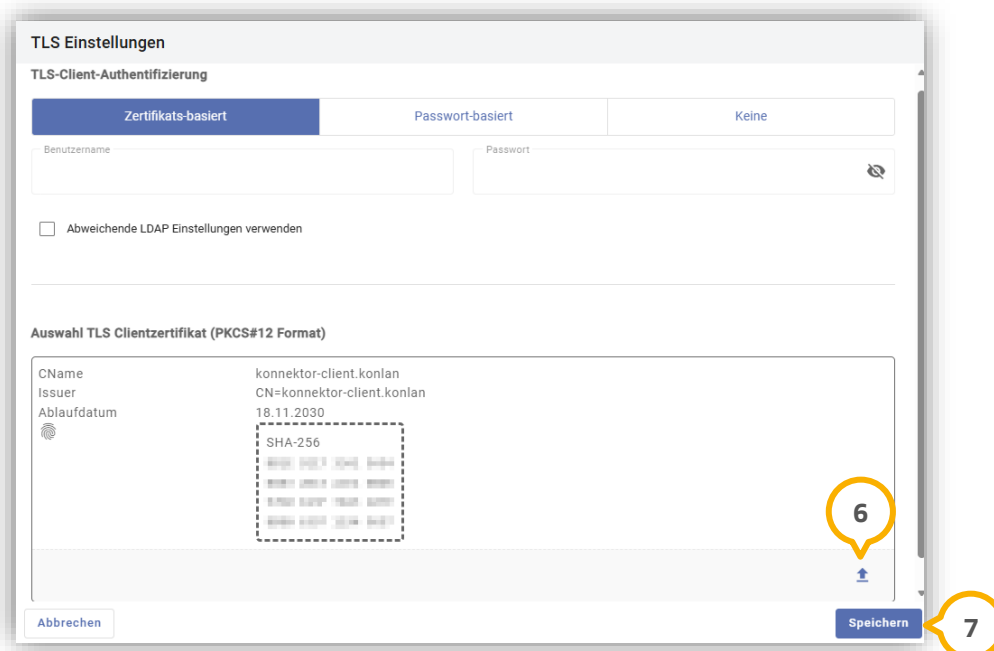 TLS Einstellungen
TLS-Client-Authentifizierung
Zertifikats-basiert Passwort-basiert Keine
Benutzername Passwort
Abweichende LDAP Einstellungen verwenden
Auswahl TLS Clientzertifikat (PKCS#12 Format)
CName konnektor-client.konlan
Issuer CN=konnektor-client.konlan
Ablaufdatum 18.11.2030
SHA-256
6
Abbrechen Speichern 7